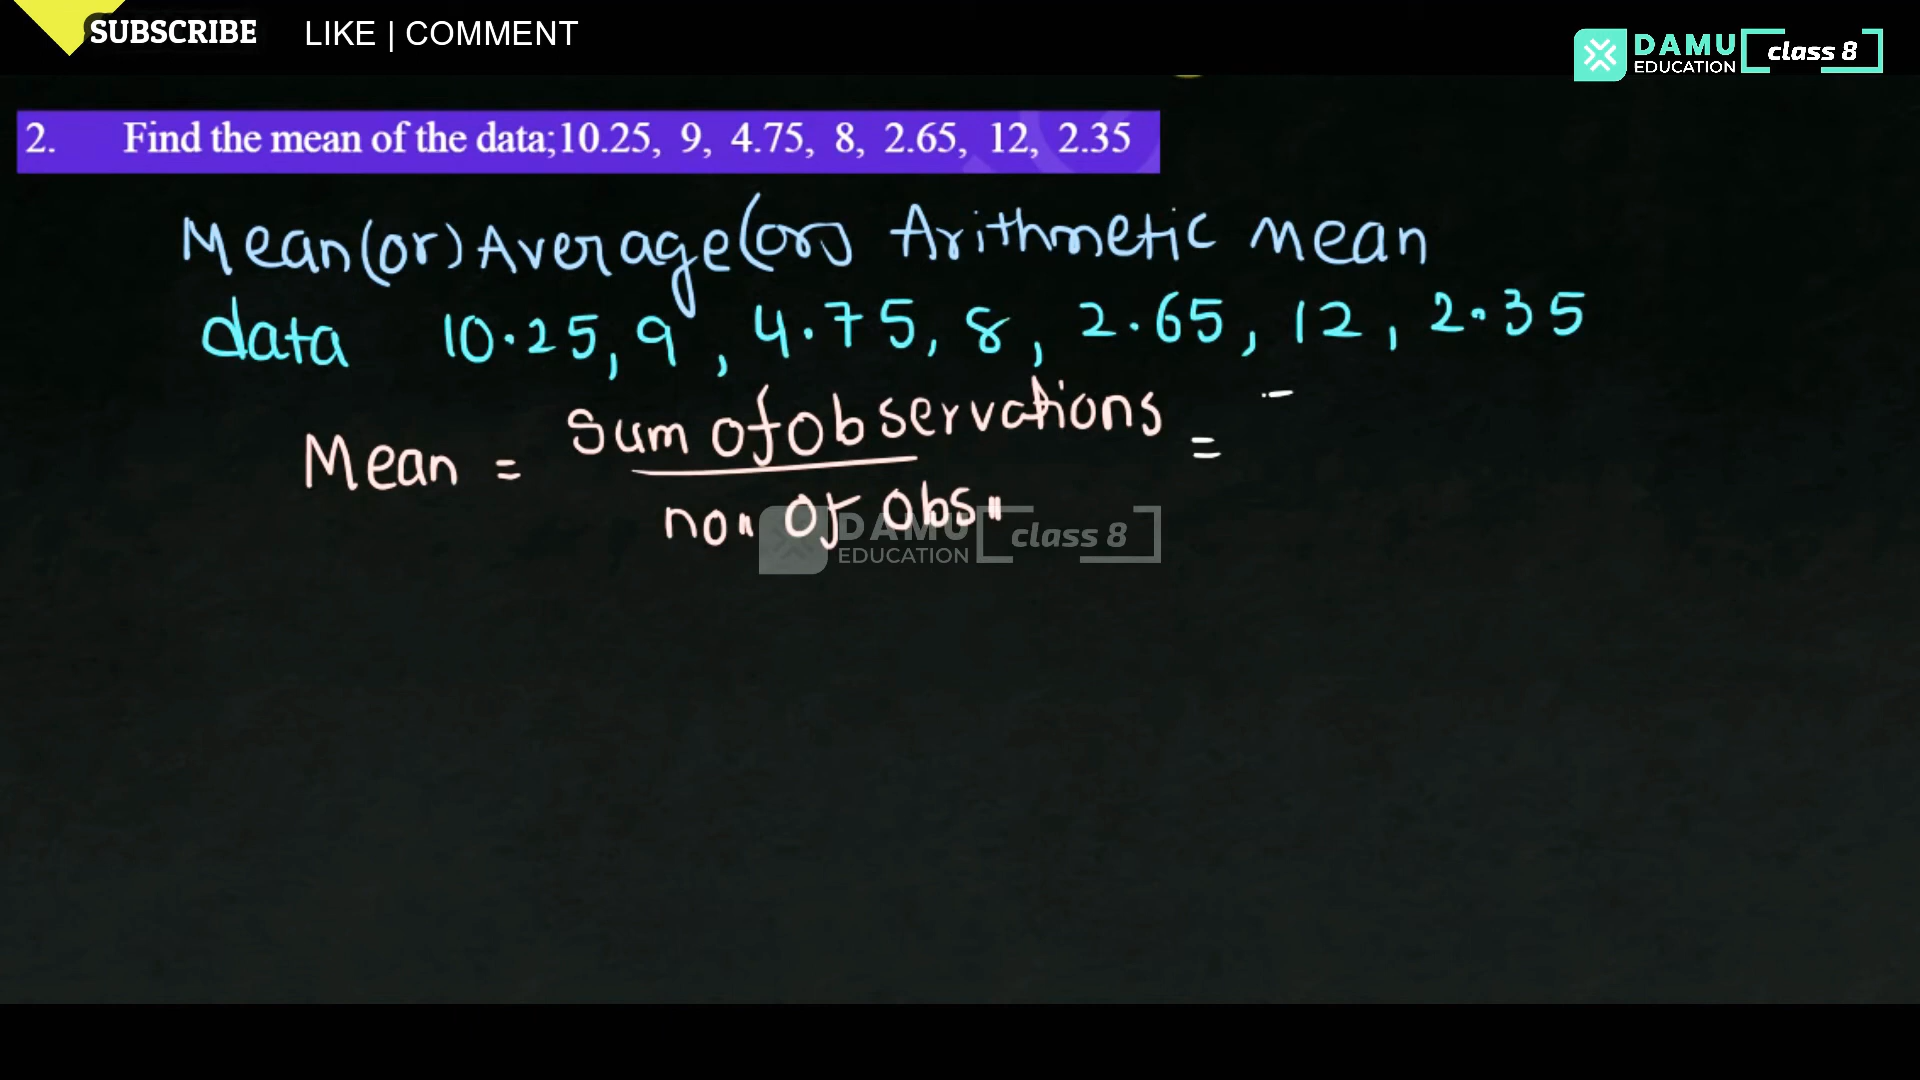 SUBSCRIBE LIKE | COMMENT
DAMU EDUCATION class 8
2. Find the mean of the data;10.25, 9, 4.75, 8, 2.65, 12, 2.35
Mean(or) Average(or) Arithmetic mean
data 10.25, 9, 4.75, 8, 2.65, 12, 2.35
Mean = Sum of observations =
no. of obs.
DAMU EDUCATION class 8